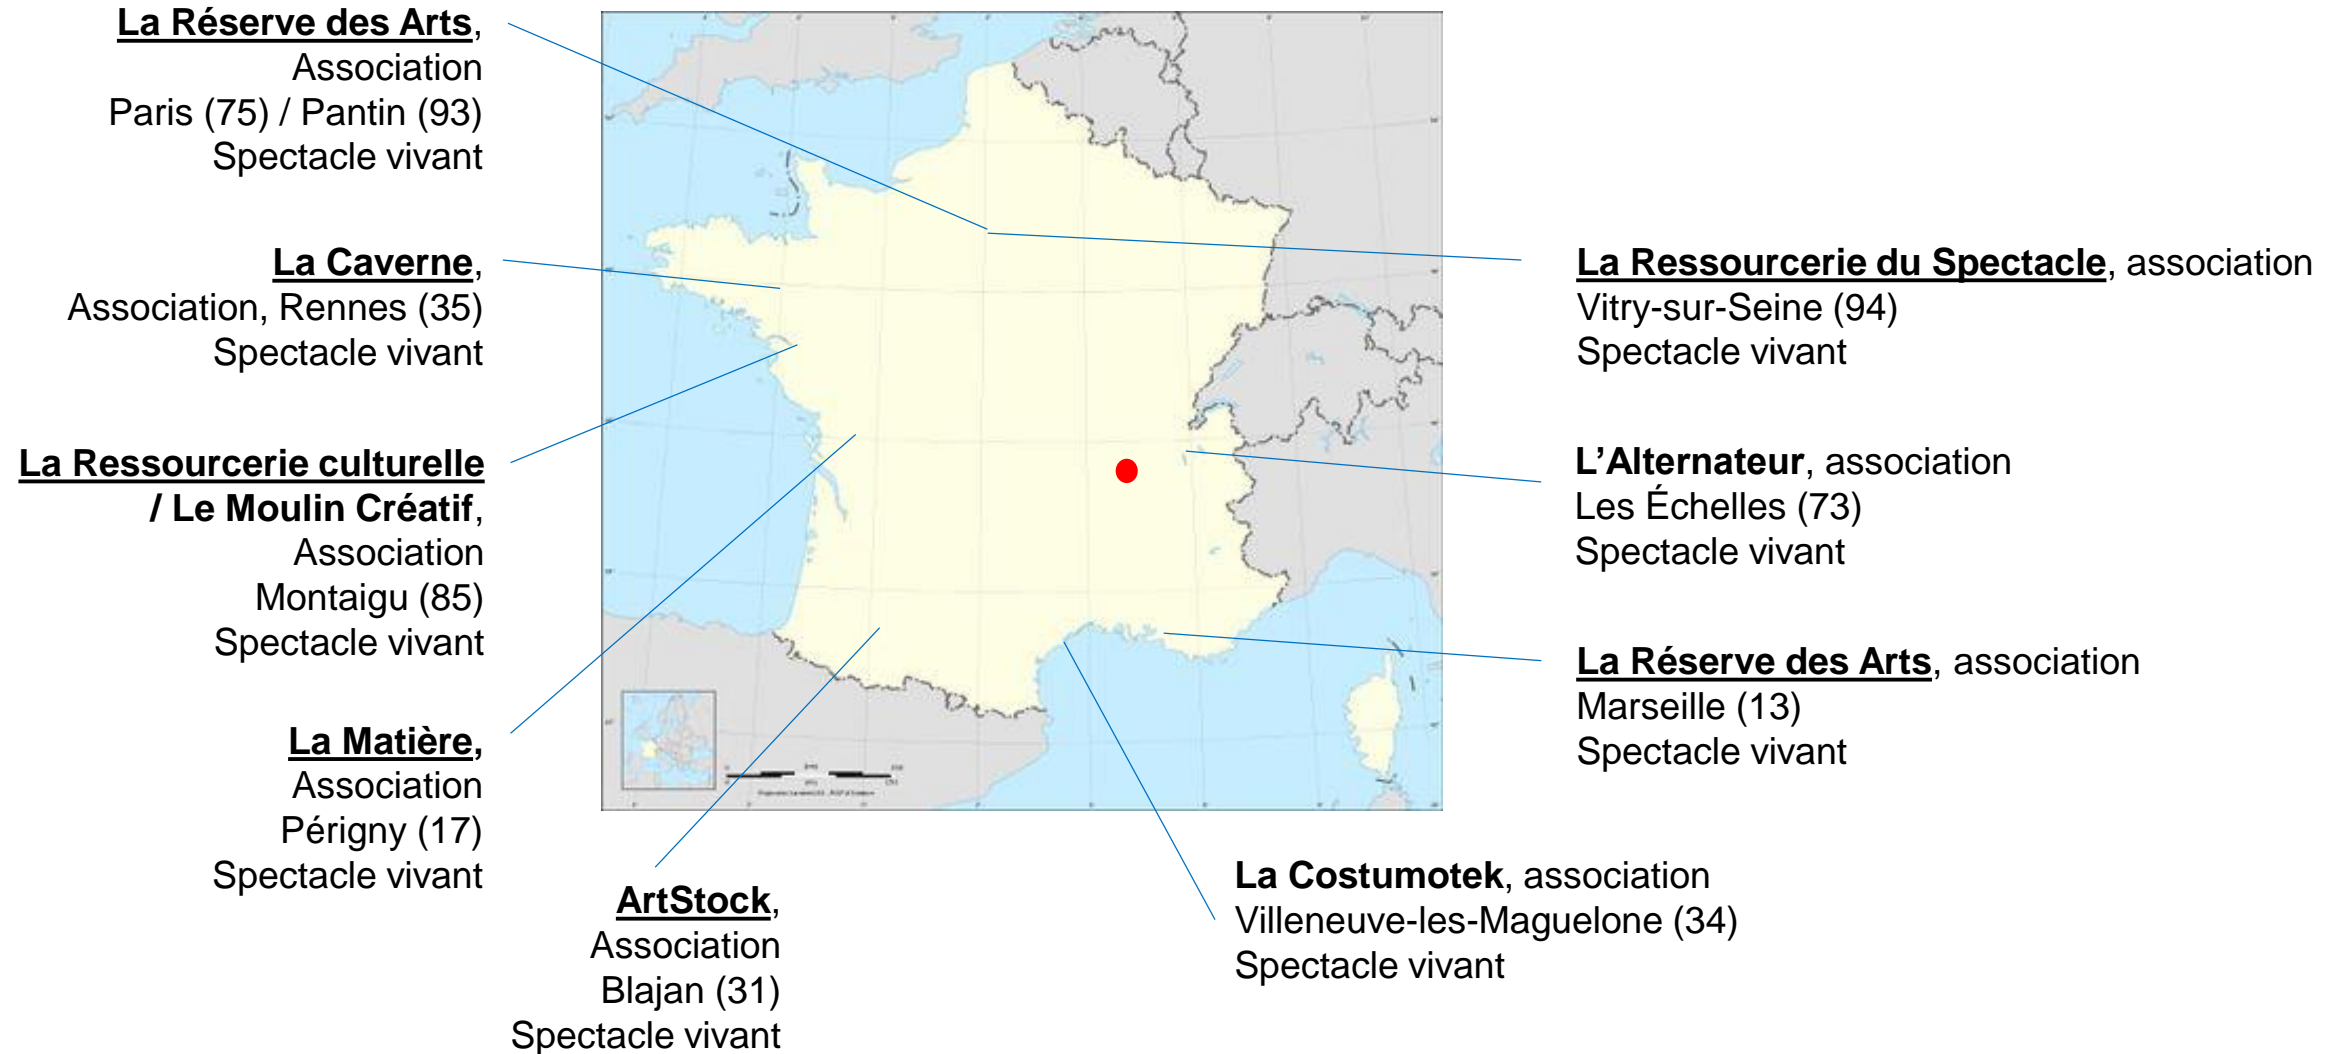 La Réserve des Arts,
Association
Paris (75) / Pantin (93)
Spectacle vivant
La Caverne,
Association, Rennes (35)
Spectacle vivant
La Ressourcerie culturelle
/ Le Moulin Créatif,
Association
Montaigu (85)
Spectacle vivant
La Matière,
Association
Périgny (17)
Spectacle vivant
ArtStock,
Association
Blajan (31)
Spectacle vivant
La Ressourcerie du Spectacle, association
Vitry-sur-Seine (94)
Spectacle vivant
L’Alternateur, association
Les Échelles (73)
Spectacle vivant
La Réserve des Arts, association
Marseille (13)
Spectacle vivant
La Costumotek, association
Villeneuve-les-Maguelone (34)
Spectacle vivant